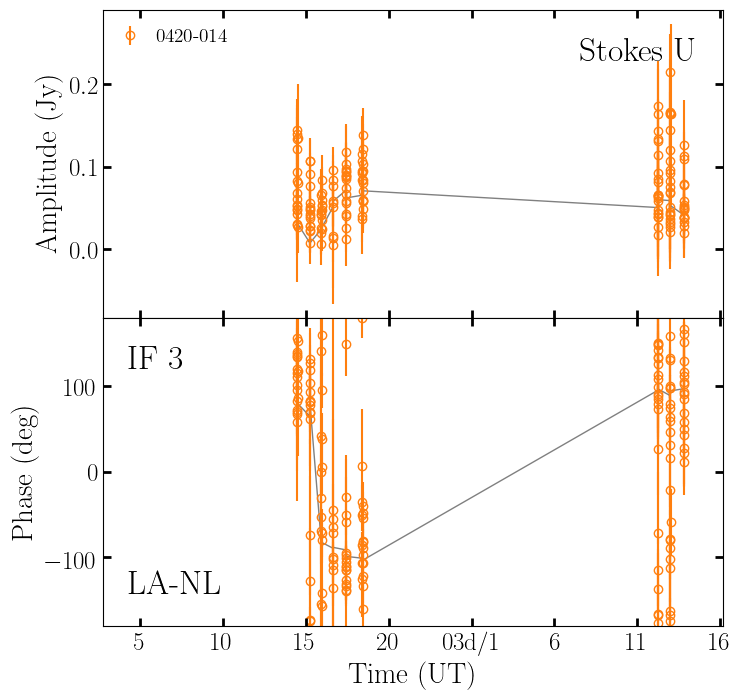 0420-014
Stokes U
Amplitude (Jy)
0.2
0.1
0.0
IF 3
LA-NL
Phase (deg)
100
0
−100
5 10 15 20 03d/1 6 11 16
Time (UT)